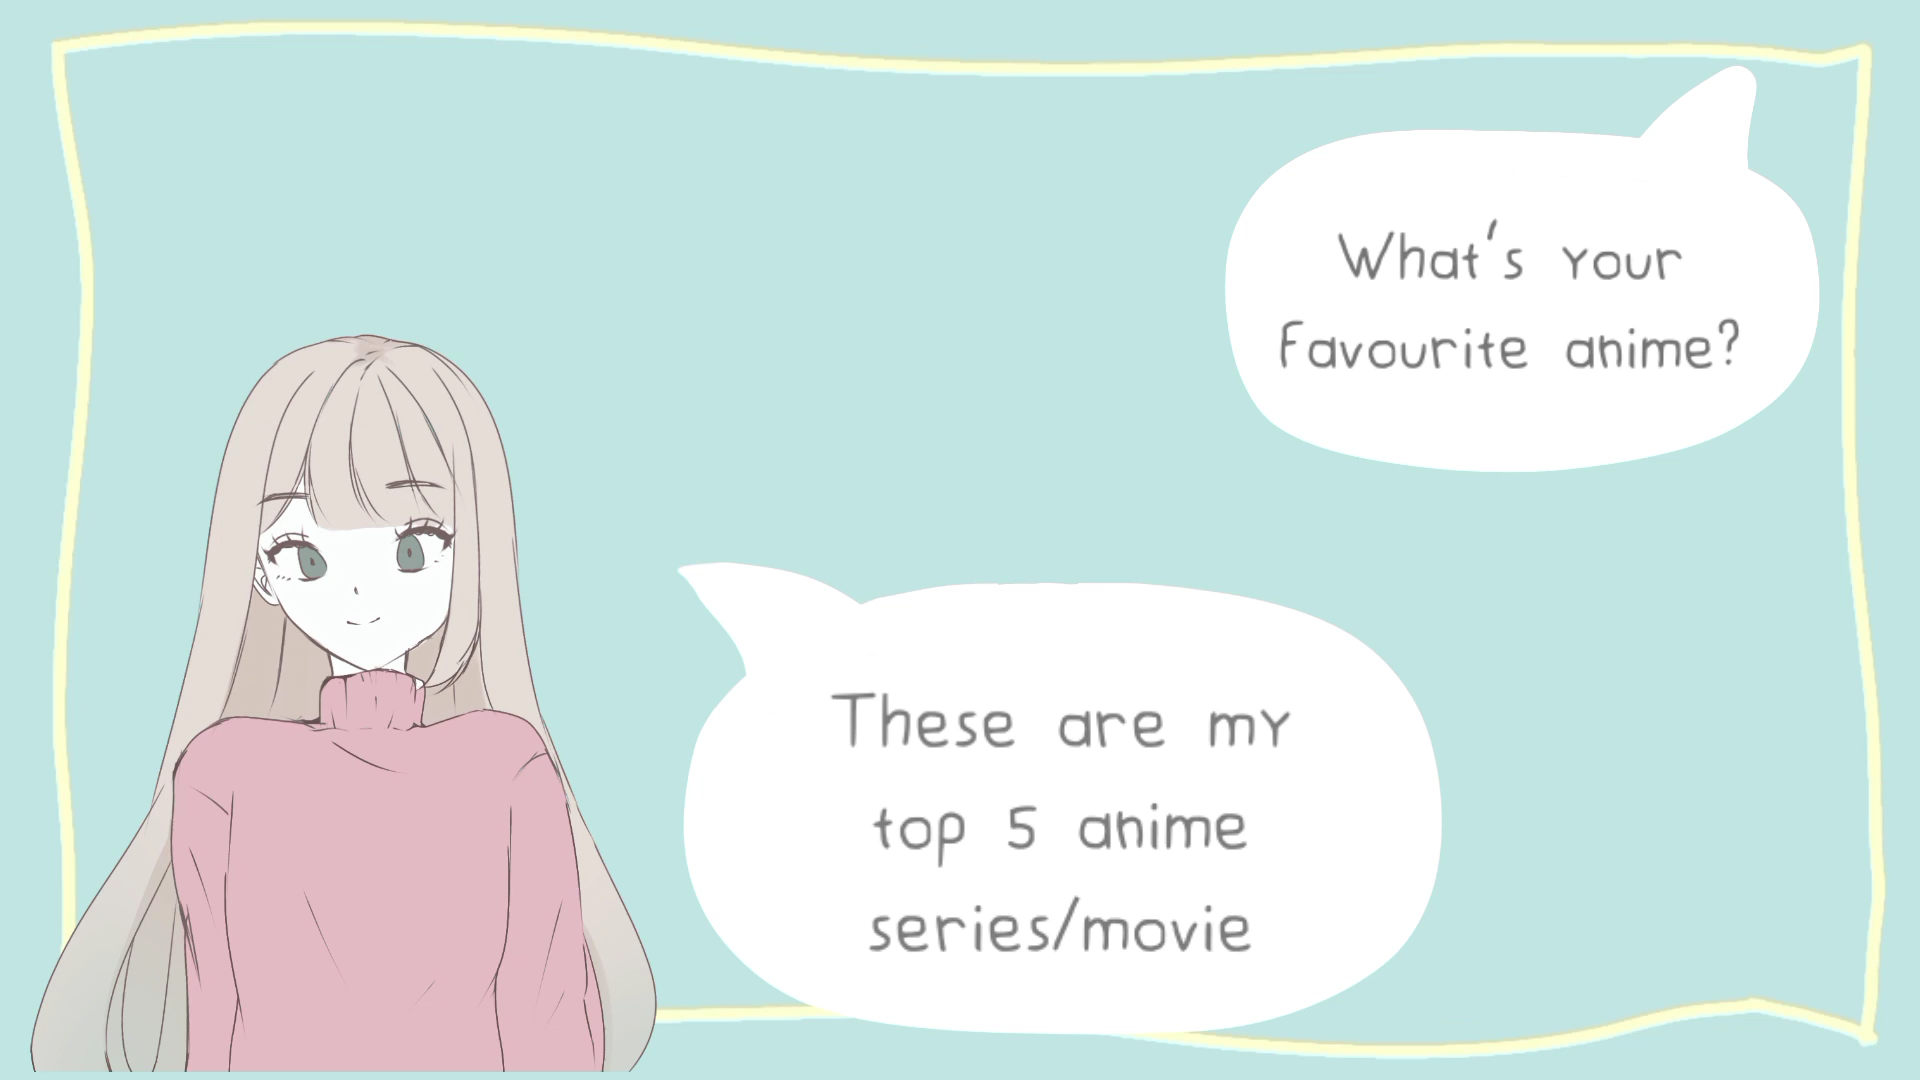 What's your
Favourite anime?
These are my
top 5 anime
series/movie